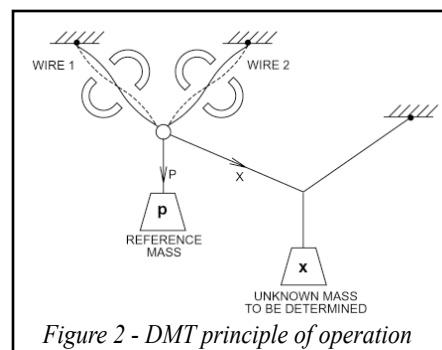 WIRE 1
WIRE 2
P
X
p
REFERENCE
MASS
x
UNKNOWN MASS
TO BE DETERMINED
Figure 2 - DMT principle of operation